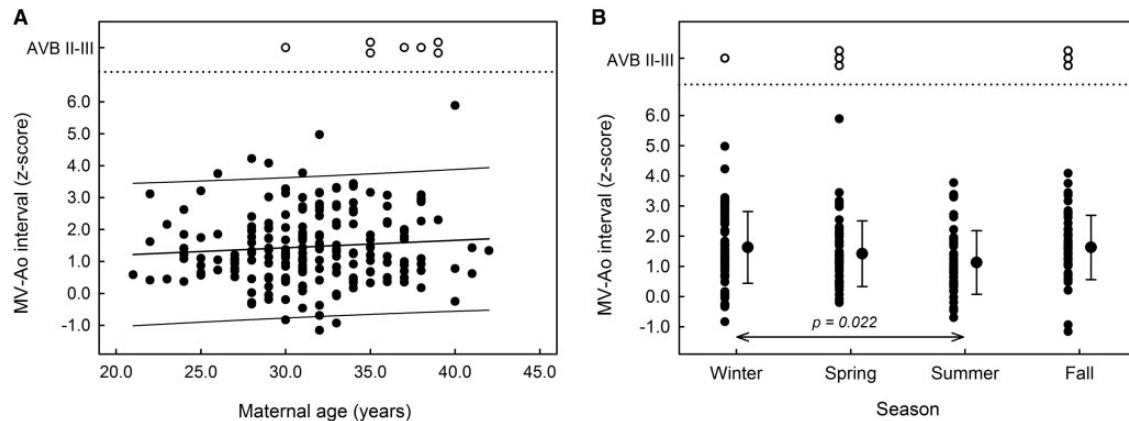 A
AVB II-III
MV-Ao interval (z-score)
6.0
5.0
4.0
3.0
2.0
1.0
0.0
-1.0
20.0 25.0 30.0 35.0 40.0 45.0
Maternal age (years)
B
AVB II-III
MV-Ao interval (z-score)
6.0
5.0
4.0
3.0
2.0
1.0
0.0
-1.0
p = 0.022
Winter Spring Summer Fall
Season